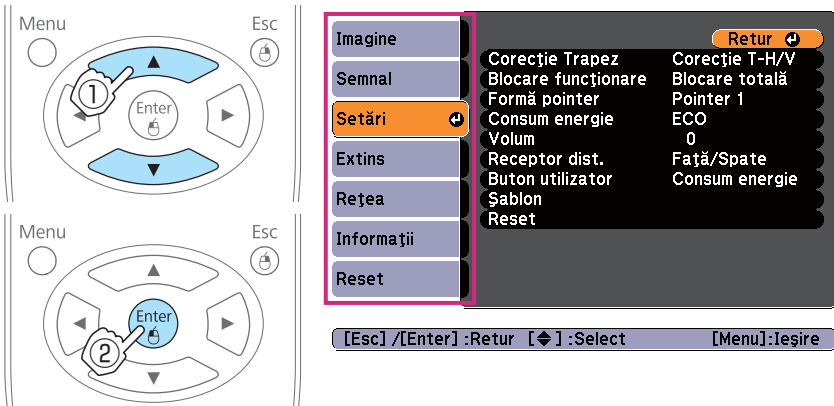 Menu
Esc
①
Enter
Menu
Esc
Enter
②
Imagine
Semnal
Setări
Extins
Reţea
Informaţii
Reset
Retur
Corecţie Trapez Corecţie T-H/V
Blocare funcţionare Blocare totală
Formă pointer Pointer 1
Consum energie ECO
Volum 0
Receptor dist. Faţă/Spate
Buton utilizator Consum energie
Şablon
Reset
[Esc] /[Enter] :Retur [◆] :Select [Menu]:Ieşire